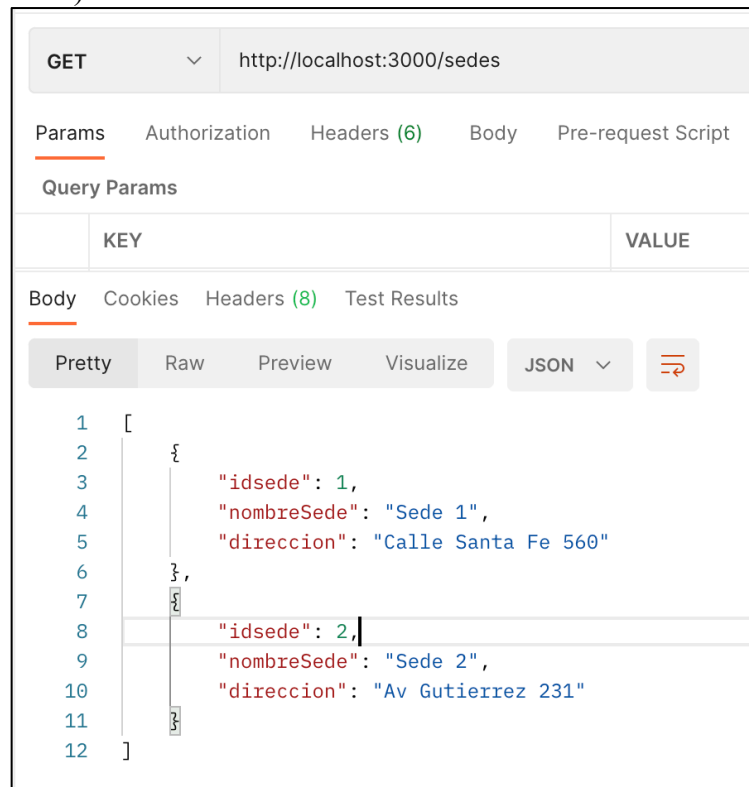 GET http://localhost:3000/sedes
Params Authorization Headers (6) Body Pre-request Script
Query Params
KEY VALUE
Body Cookies Headers (8) Test Results
Pretty Raw Preview Visualize JSON
1 [
2 {
3 "idsede": 1,
4 "nombreSede": "Sede 1",
5 "direccion": "Calle Santa Fe 560"
6 },
7 {
8 "idsede": 2,
9 "nombreSede": "Sede 2",
10 "direccion": "Av Gutierrez 231"
11 }
12 ]